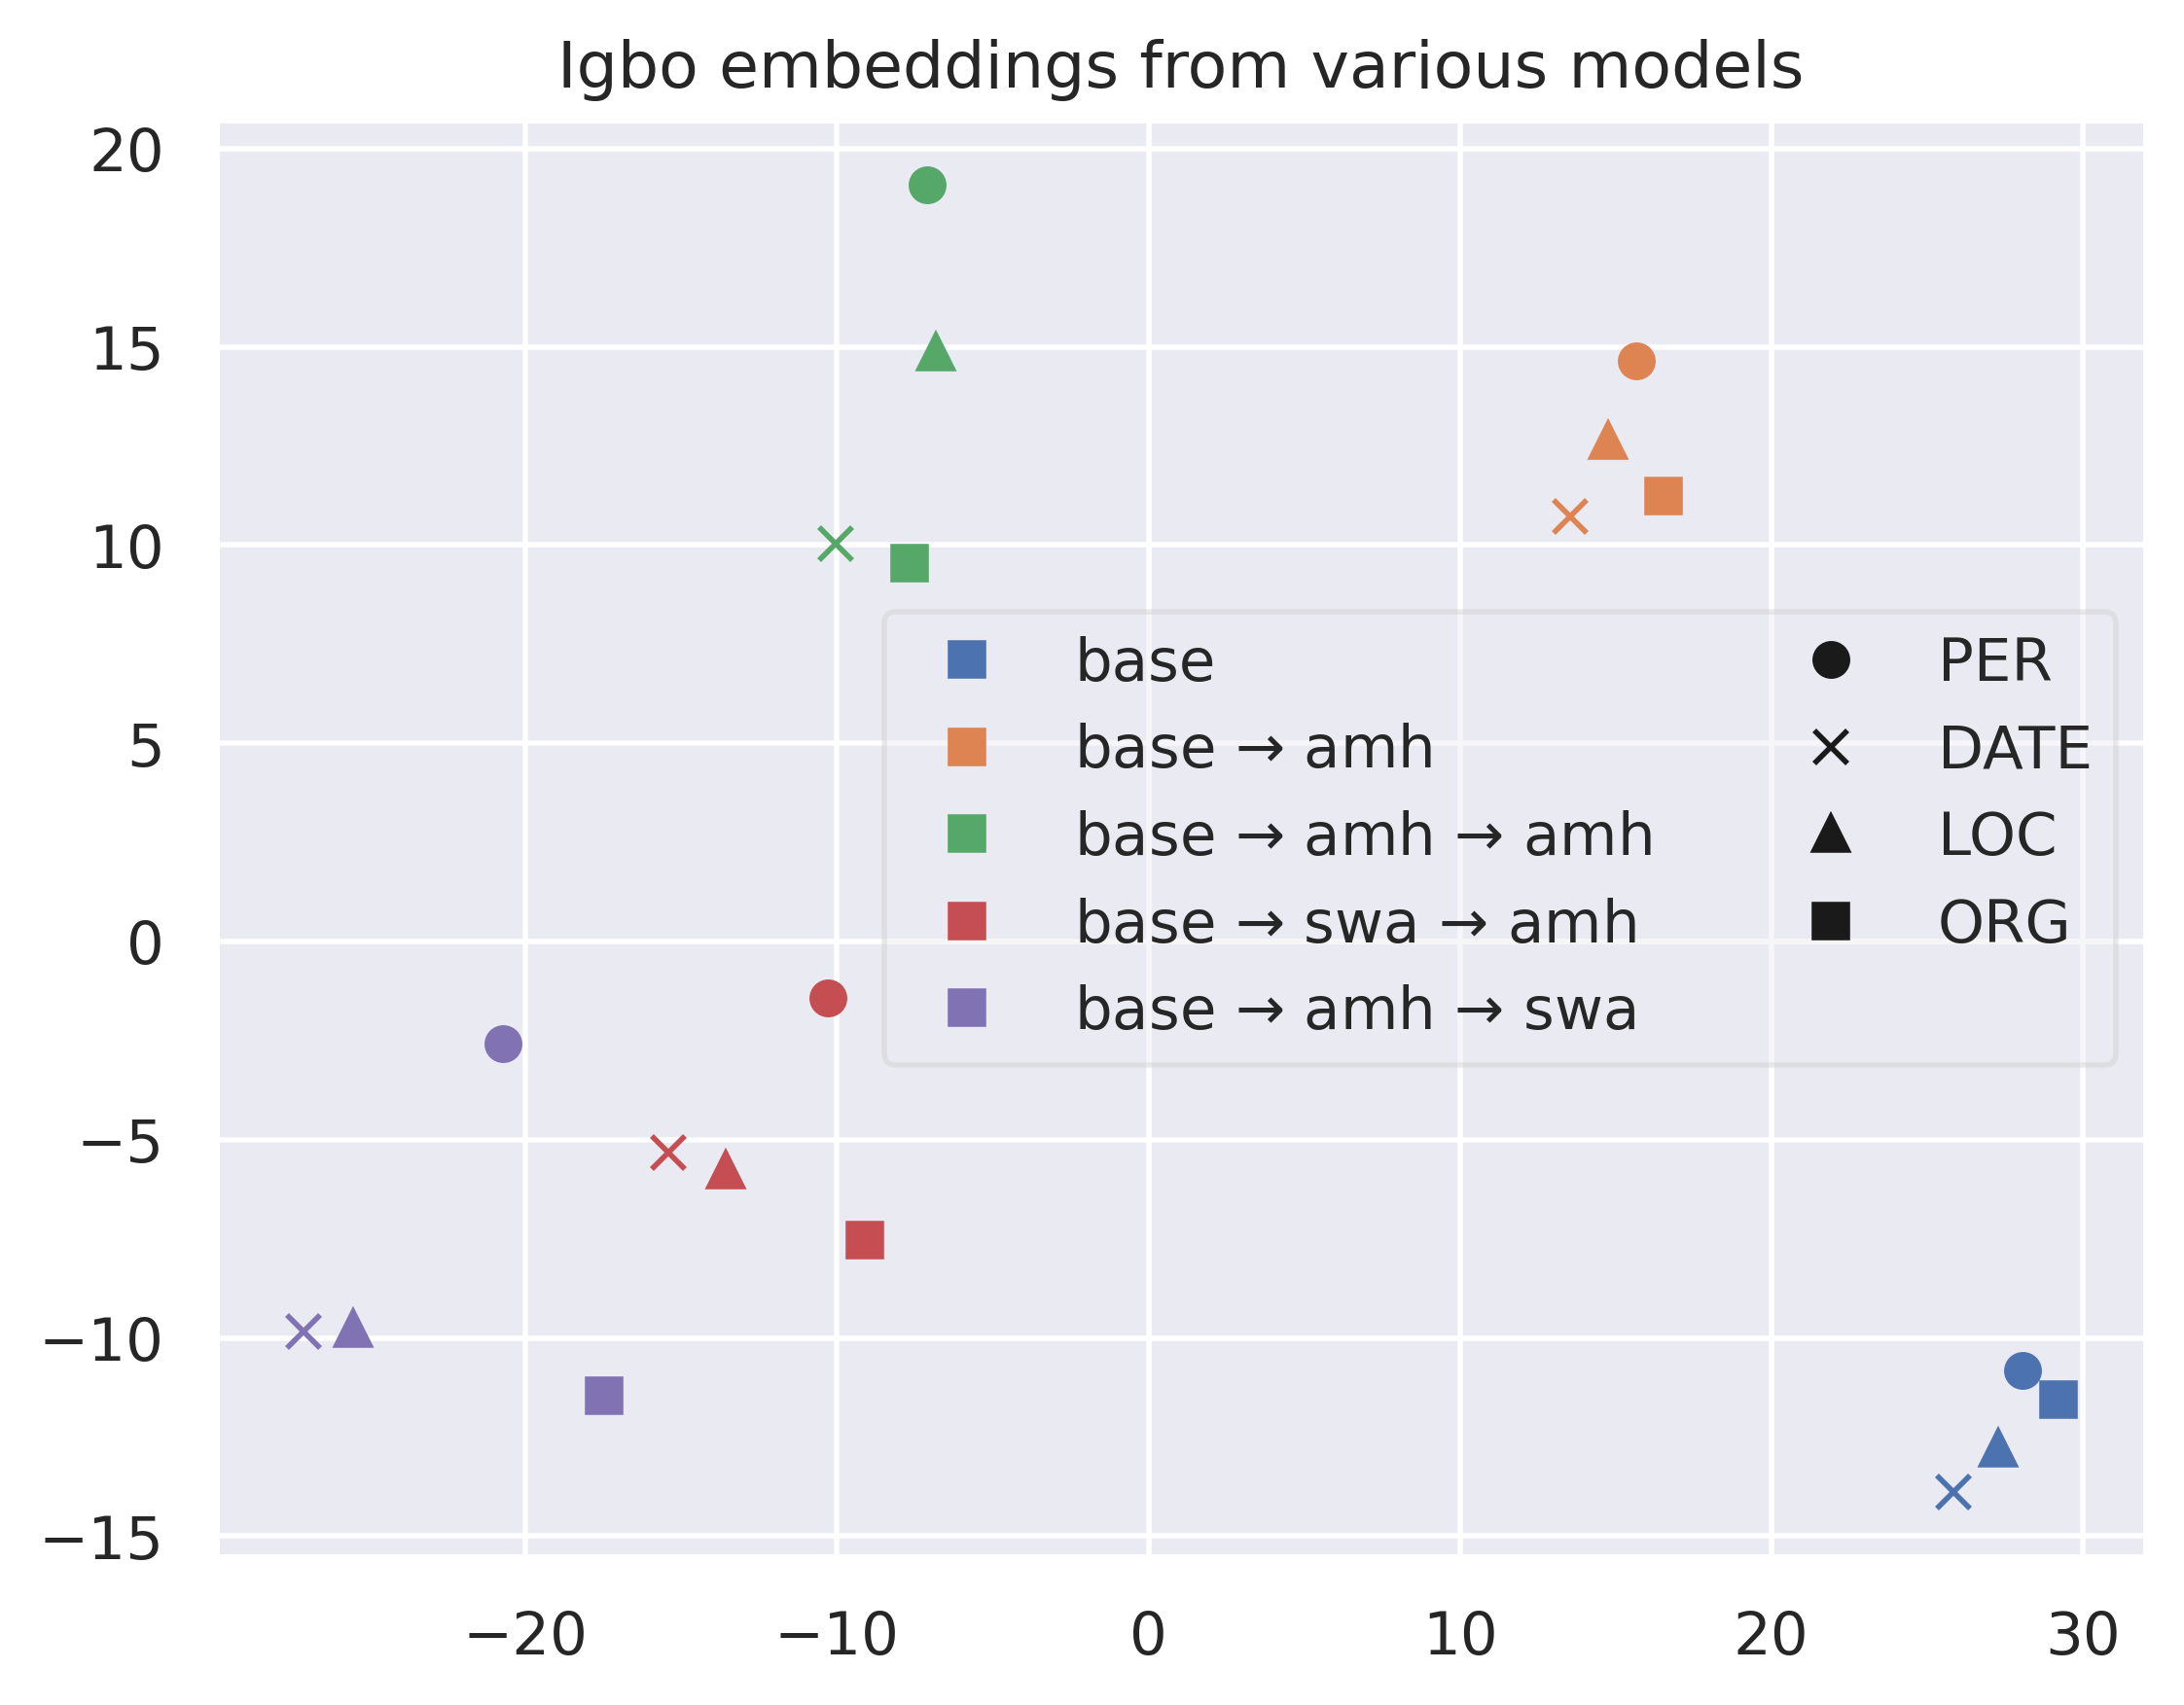 Igbo embeddings from various models
20
15
10
5
0
−5
−10
−15
base
base → amh
base → amh → amh
base → swa → amh
base → amh → swa
PER
DATE
LOC
ORG
−20 −10 0 10 20 30